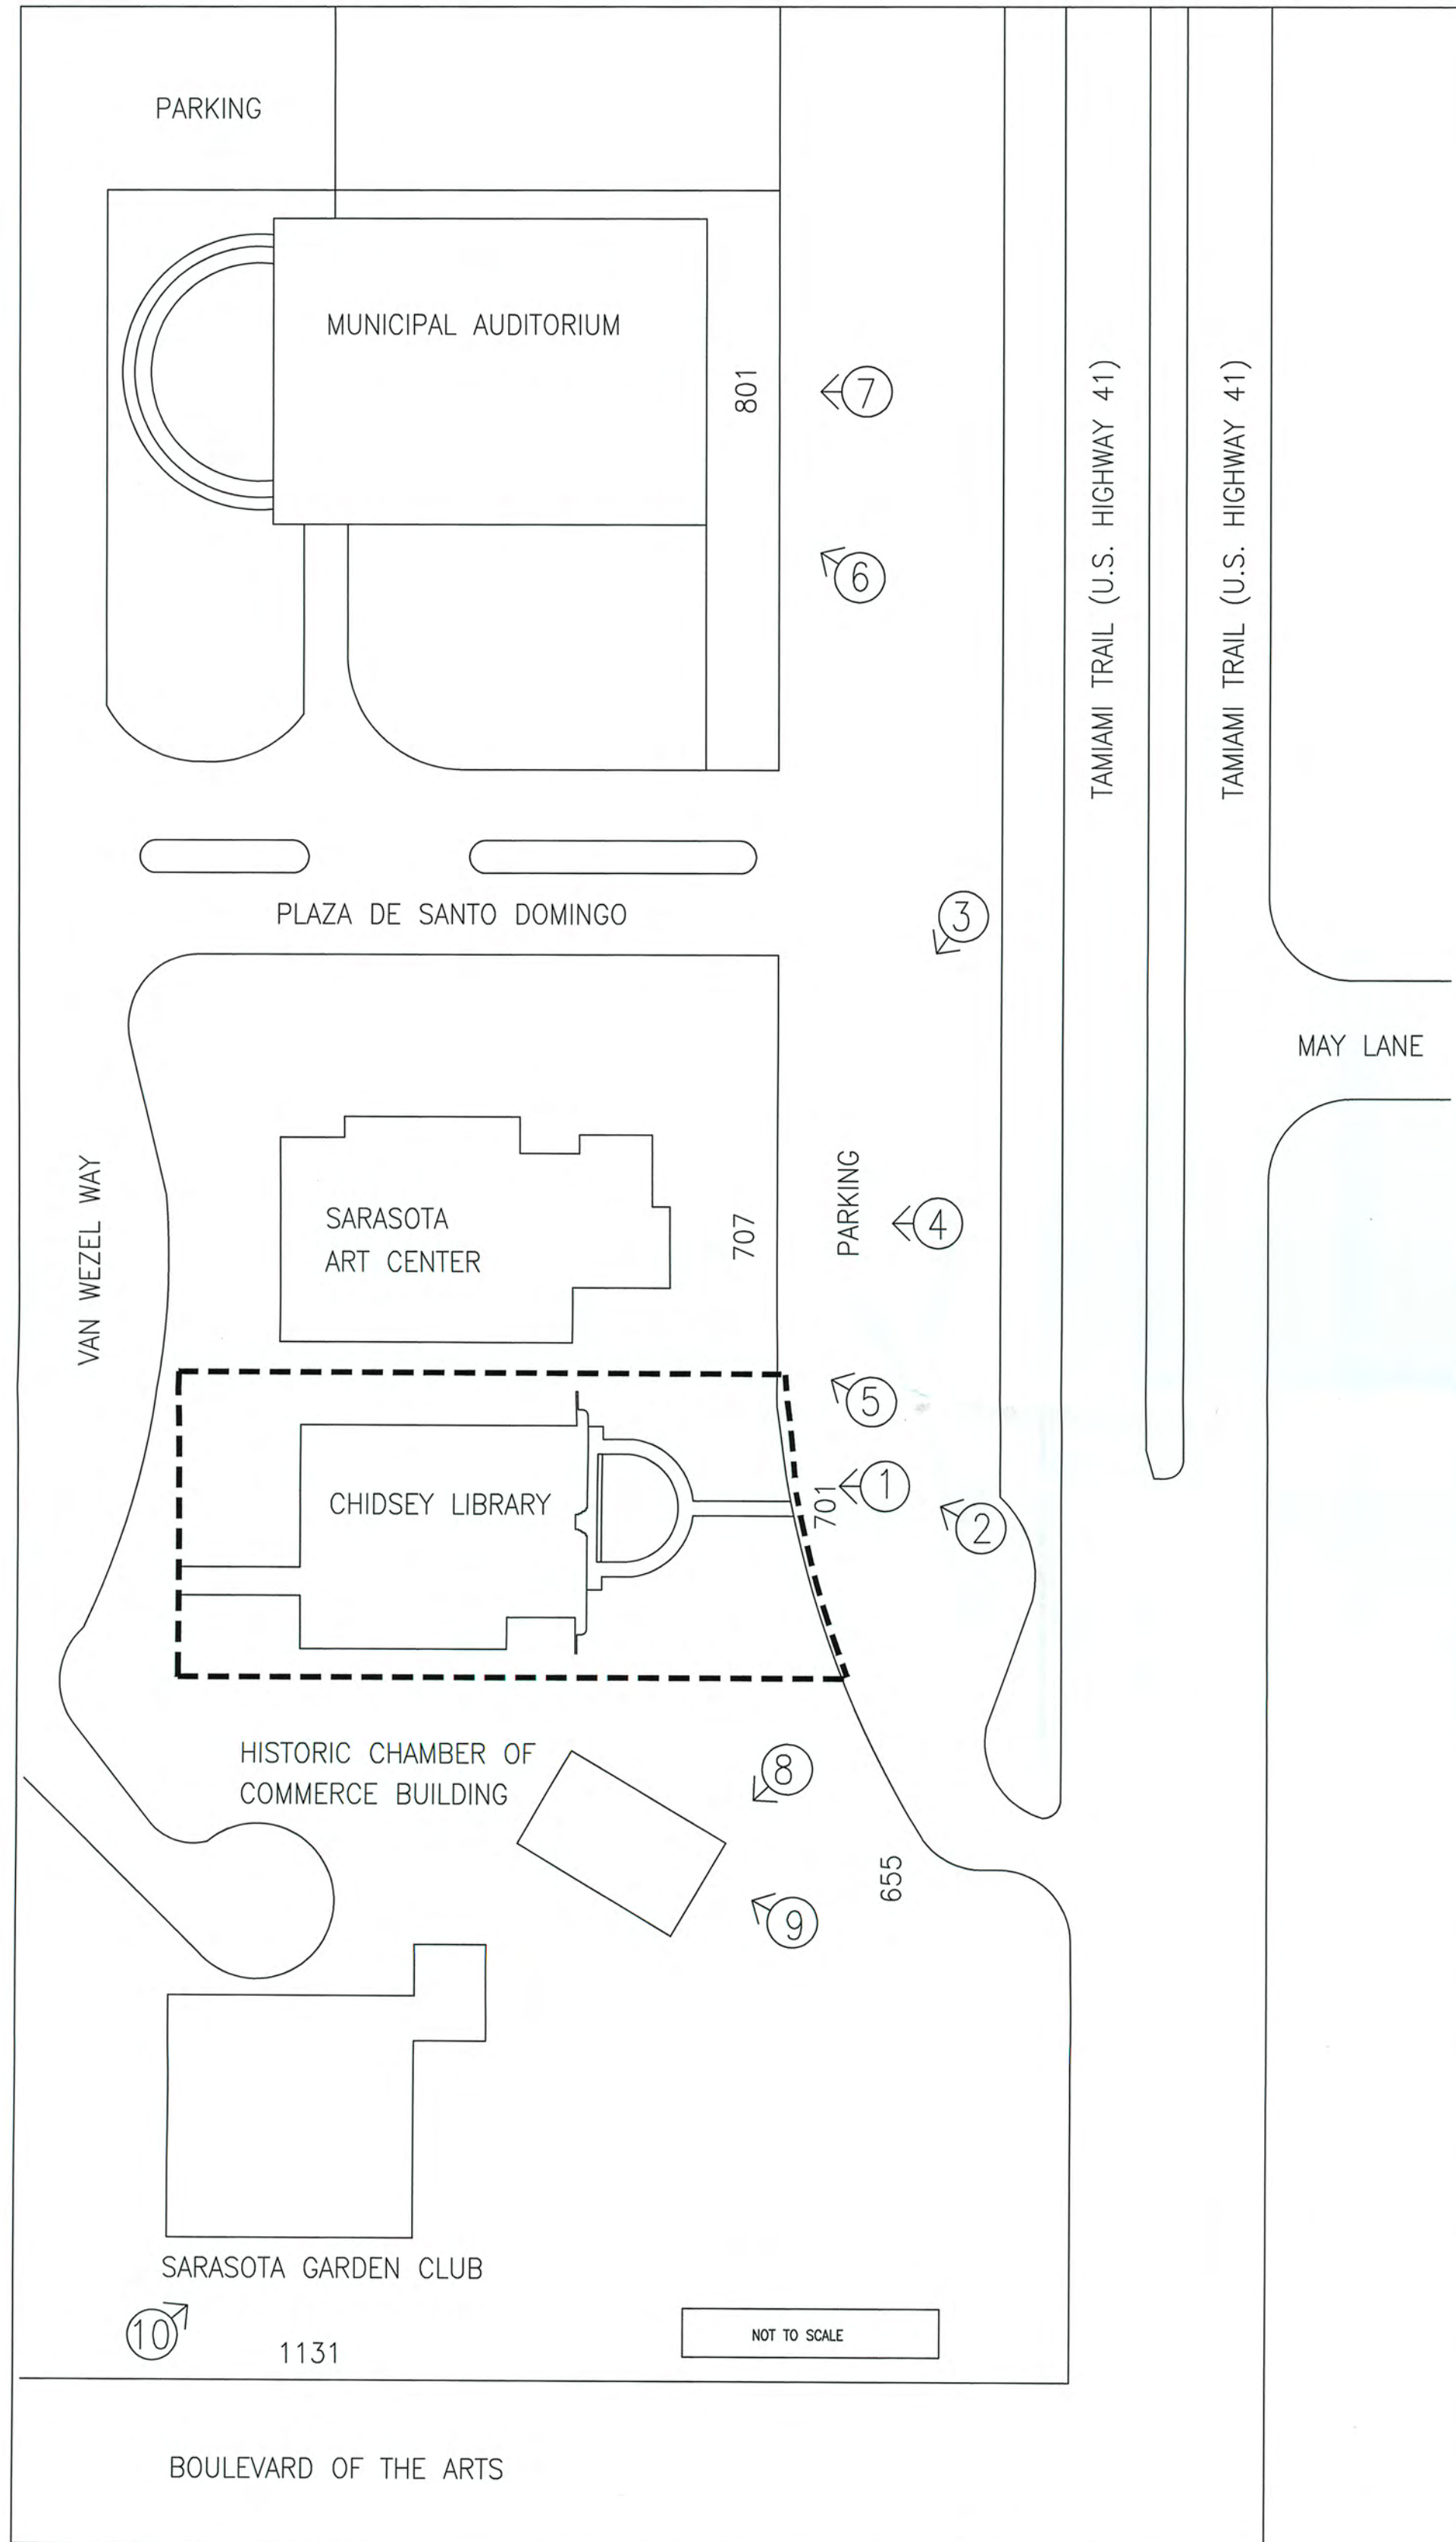 PARKING
MUNICIPAL AUDITORIUM
801
7
6
TAMIAMI TRAIL (U.S. HIGHWAY 41)
TAMIAMI TRAIL (U.S. HIGHWAY 41)
PLAZA DE SANTO DOMINGO
3
MAY LANE
VAN WEZEL WAY
SARASOTA
ART CENTER
707
PARKING
4
5
CHIDSEY LIBRARY
701
1
2
HISTORIC CHAMBER OF
COMMERCE BUILDING
8
655
9
SARASOTA GARDEN CLUB
10
1131
NOT TO SCALE
BOULEVARD OF THE ARTS